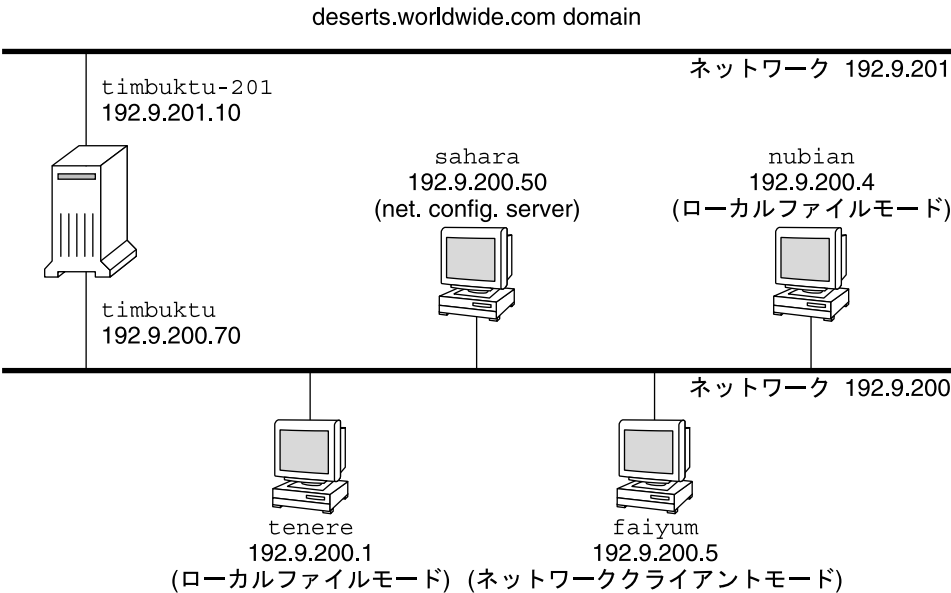 deserts.worldwide.com domain
ネットワーク 192.9.201
timbuktu-201
192.9.201.10
sahara
192.9.200.50
(net. config. server)
nubian
192.9.200.4
(ローカルファイルモード)
timbuktu
192.9.200.70
ネットワーク 192.9.200
tenere
192.9.200.1
(ローカルファイルモード)
faiyum
192.9.200.5
(ネットワーククライアントモード)